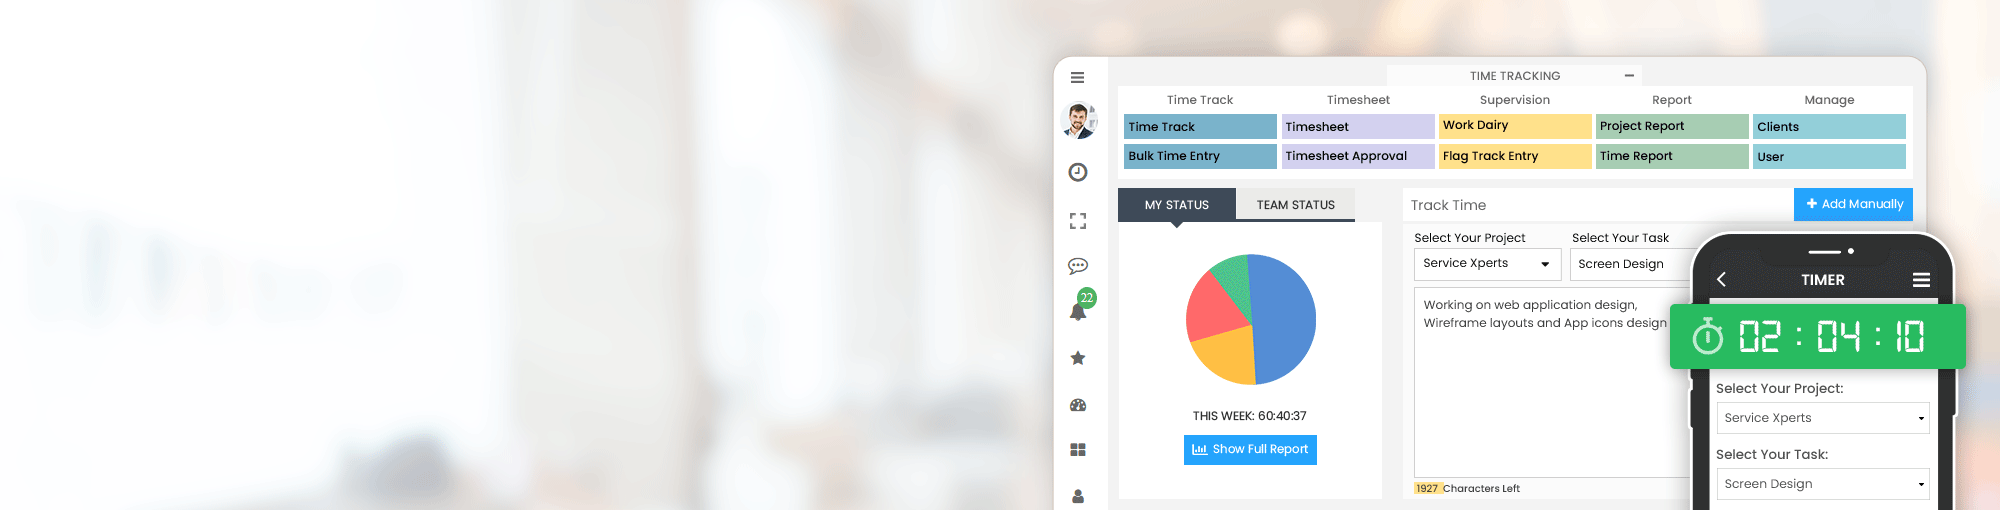 TIME TRACKING
Time Track Timesheet Supervision Report Manage
Time Track Timesheet Work Dairy Project Report Clients
Bulk Time Entry Timesheet Approval Flag Track Entry Time Report User
MY STATUS TEAM STATUS
Track Time + Add Manually
Select Your Project Select Your Task
Service Xperts Screen Design
Working on web application design,
Wireframe layouts and App icons design
22
THIS WEEK: 60:40:37
Show Full Report
1927 Characters Left
TIMER
02 : 04 : 10
Select Your Project:
Service Xperts
Select Your Task:
Screen Design